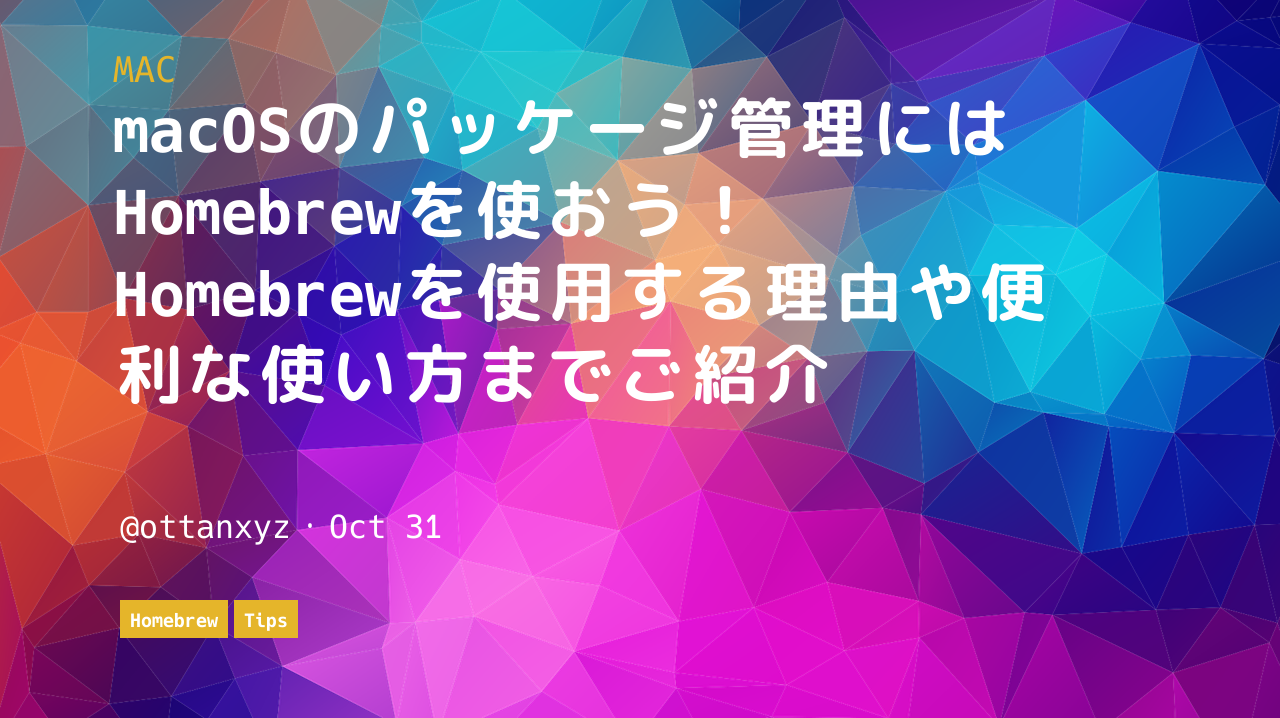 MAC
macOSのパッケージ管理には
Homebrewを使おう！
Homebrewを使用する理由や便
利な使い方までご紹介
@ottanxyz・Oct 31
Homebrew Tips